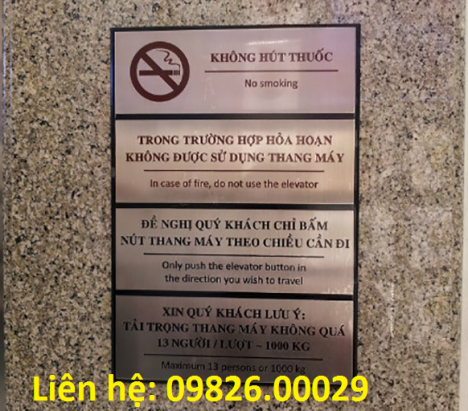 KHÔNG HÚT THUỐC
No smoking
TRONG TRƯỜNG HỢP HỎA HOẠN
KHÔNG ĐƯỢC SỬ DỤNG THANG MÁY
In case of fire, do not use the elevator
ĐỀ NGHỊ QUÝ KHÁCH CHỈ BẤM
NÚT THANG MÁY THEO CHIỀU CẦN ĐI
Only push the elevator button in
the direction you wish to travel
XIN QUÝ KHÁCH LƯU Ý:
TẢI TRỌNG THANG MÁY KHÔNG QUÁ
13 NGƯỜI / LƯỢT ~ 1000 KG
Maximum 13 persons or 1000 kg
Liên hệ: 09826.00029